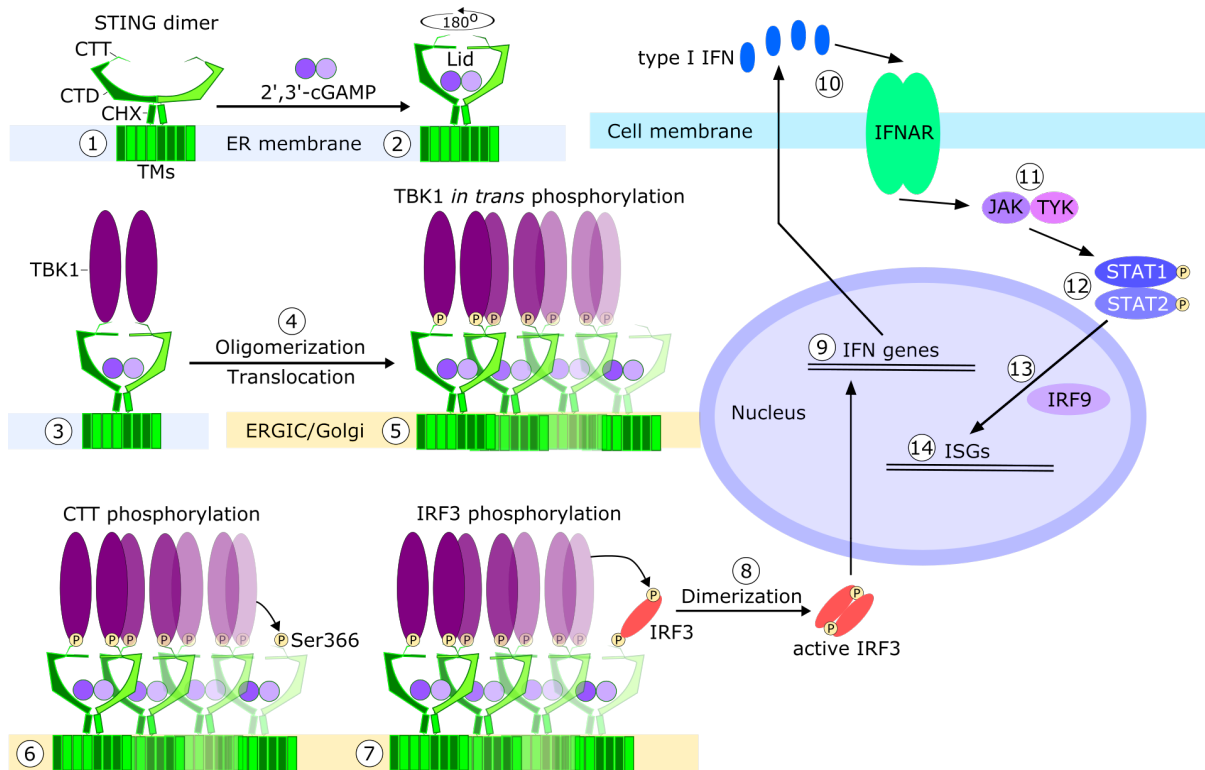 STING dimer
CTT
CTD
CHX
TMs
1
ER membrane
2',3'-cGAMP
180o
Lid
2
type I IFN
10
Cell membrane
IFNAR
11
JAK
TYK
12
STAT1
P
STAT2
P
TBK1
3
4
Oligomerization
Translocation
TBK1 in trans phosphorylation
P P P P P P
ERGIC/Golgi
5
Nucleus
9 IFN genes
13
IRF9
14 ISGs
CTT phosphorylation
P P P P P P P
Ser366
6
IRF3 phosphorylation
P P P P P P P
P
IRF3
7
8
Dimerization
P
P
active IRF3